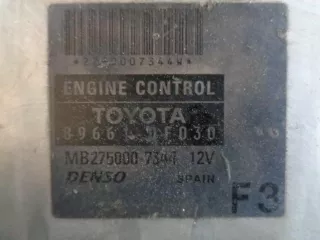 ENGINE CONTROL
TOYOTA
89661-0F030
MB275000-7344 12V
DENSO SPAIN
F3